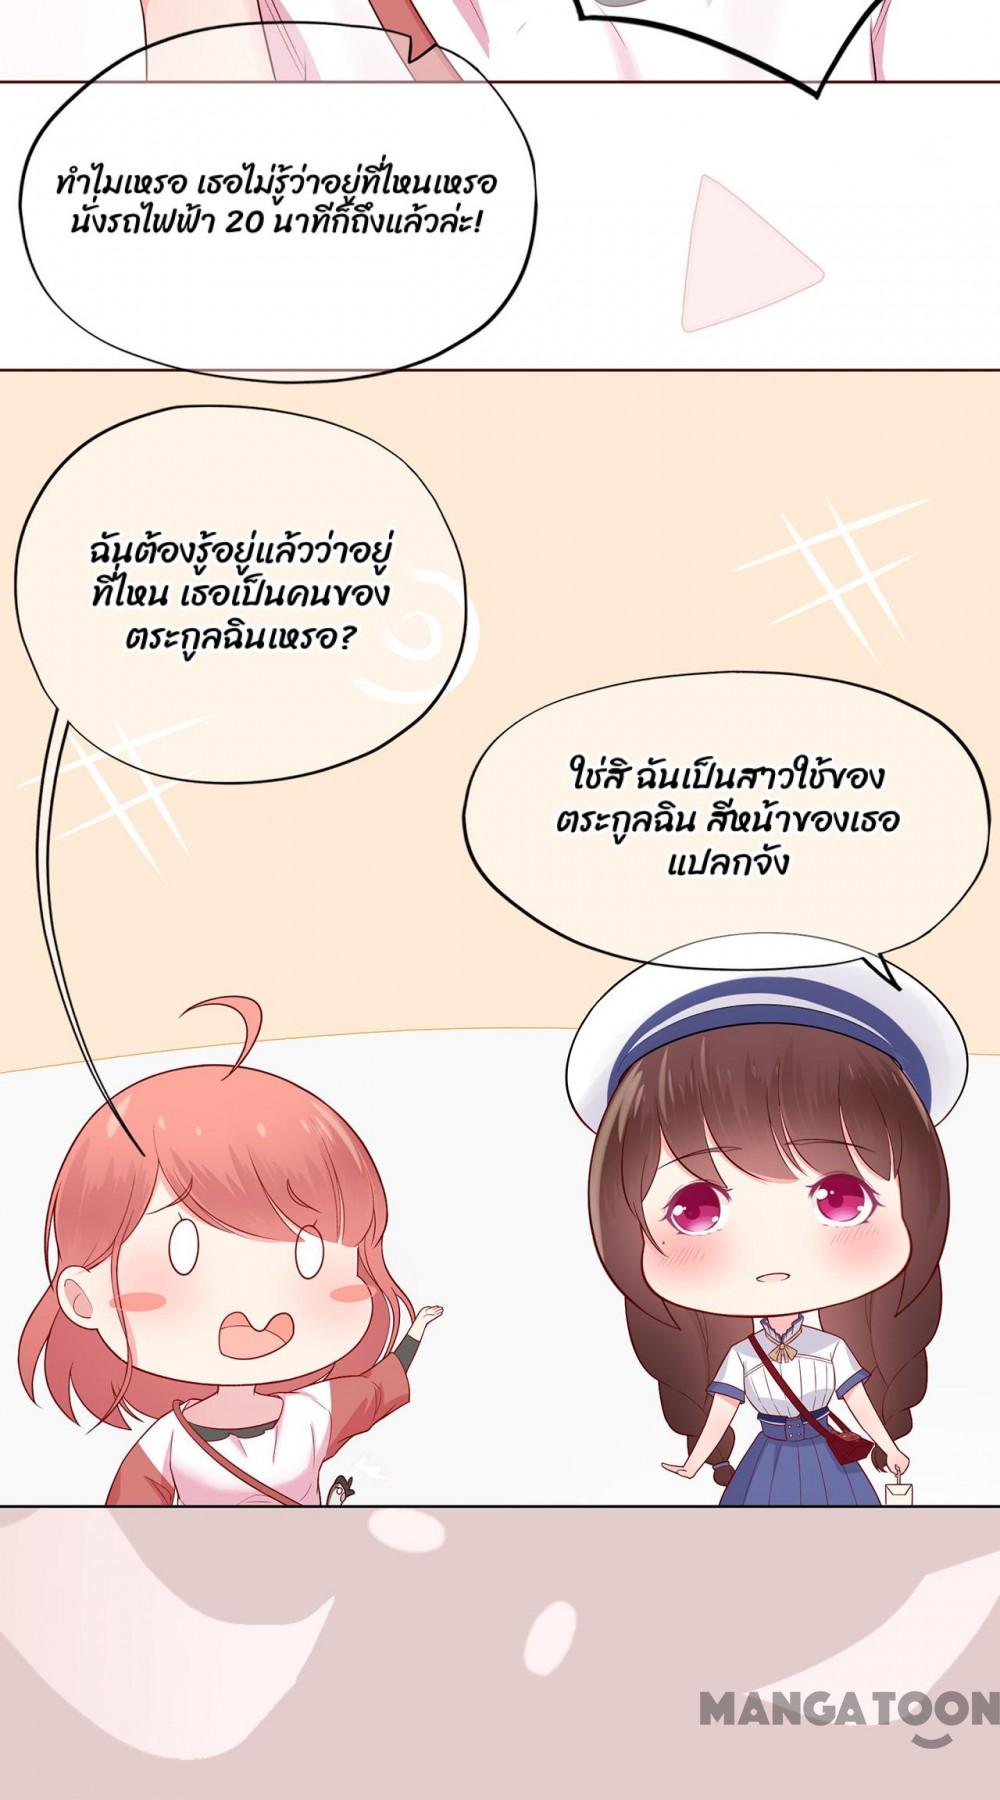 ทำไมเหรอ เธอไม่รู้ว่าอยู่ที่ไหนเหรอ
นั่งรถไฟฟ้า 20 นาทีก็ถึงแล้วล่ะ!
ฉันต้องรู้อยู่แล้วว่าอยู่
ที่ไหน เธอเป็นคนของ
ตระกูลฉินเหรอ?
ใช่สิ ฉันเป็นสาวใช้ของ
ตระกูลฉิน สีหน้าของเธอ
แปลกจัง
MANGATOON